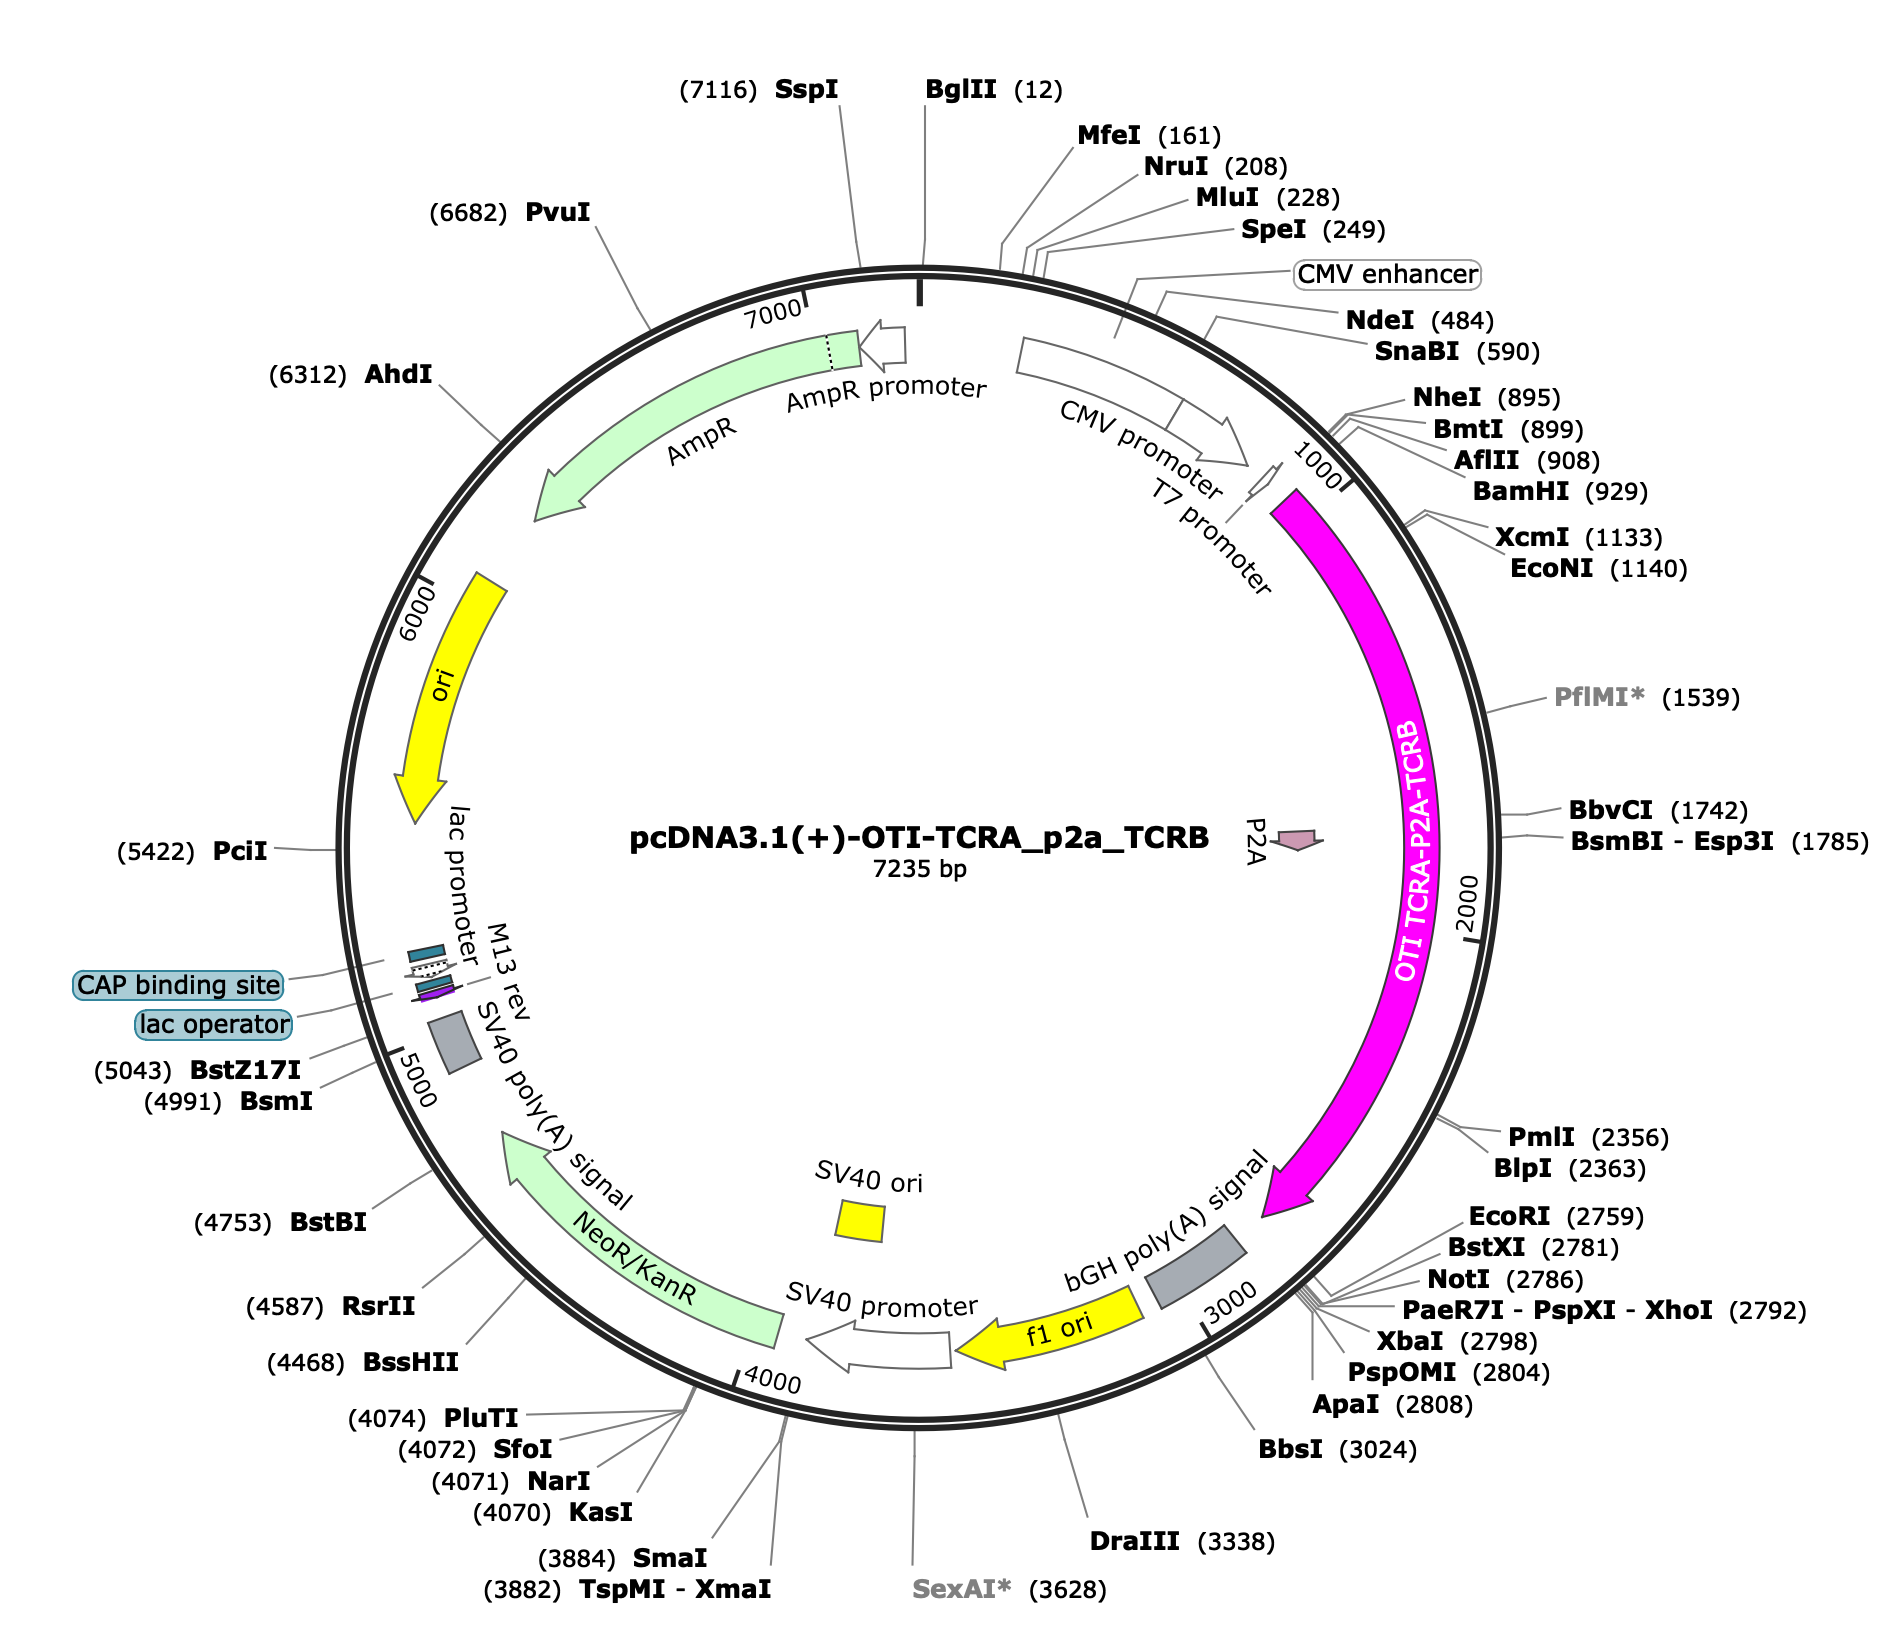 (7116) SspI
BglII (12)
MfeI (161)
NruI (208)
MluI (228)
SpeI (249)
CMV enhancer
NdeI (484)
SnaBI (590)
NheI (895)
BmtI (899)
AflII (908)
BamHI (929)
XcmI (1133)
EcoNI (1140)
PflMI* (1539)
BbvCI (1742)
BsmBI - Esp3I (1785)
PmlI (2356)
BlpI (2363)
EcoRI (2759)
BstXI (2781)
NotI (2786)
PaeR7I - PspXI - XhoI (2792)
XbaI (2798)
PspOMI (2804)
ApaI (2808)
BbsI (3024)
DraIII (3338)
SexAI* (3628)
(3882) TspMI - XmaI
(3884) SmaI
(4070) KasI
(4071) NarI
(4072) SfoI
(4074) PluTI
(4468) BssHII
(4587) RsrII
(4753) BstBI
(4991) BsmI
(5043) BstZ17I
lac operator
CAP binding site
(5422) PciI
(6312) AhdI
(6682) PvuI
1000
2000
3000
4000
5000
6000
7000
AmpR promoter
AmpR
CMV promoter
T7 promoter
OTI TCRA-P2A-TCRB
P2A
bGH poly(A) signal
f1 ori
SV40 promoter
SV40 ori
NeoR/KanR
SV40 poly(A) signal
M13 rev
lac promoter
ori
pcDNA3.1(+)-OTI-TCRA_p2a_TCRB
7235 bp